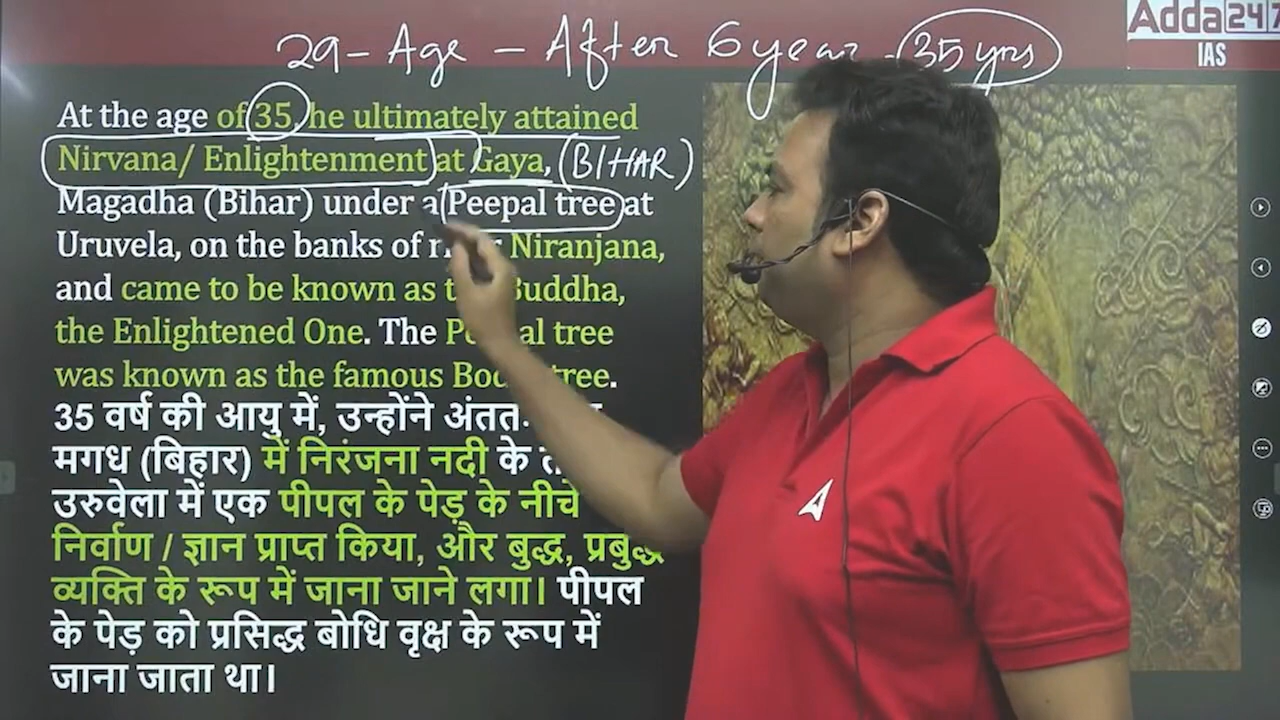 29 - Age - After 6 year - 35 yrs
Adda247
IAS
At the age of 35, he ultimately attained
Nirvana/ Enlightenment at Gaya, (BIHAR)
Magadha (Bihar) under a Peepal tree at
Uruvela, on the banks of Niranjana,
and came to be known as Buddha,
the Enlightened One. The tree
was known as the famous tree.
35 वर्ष की आयु में, उन्होंने
मगध (बिहार) में निरंजना नदी के
उरुवेला में एक पीपल के पेड़ के नीचे
निर्वाण / ज्ञान प्राप्त किया, और बुद्ध, प्रबुद्ध
व्यक्ति के रूप में जाना जाने लगा। पीपल
के पेड़ को प्रसिद्ध बोधि वृक्ष के रूप में
जाना जाता था।